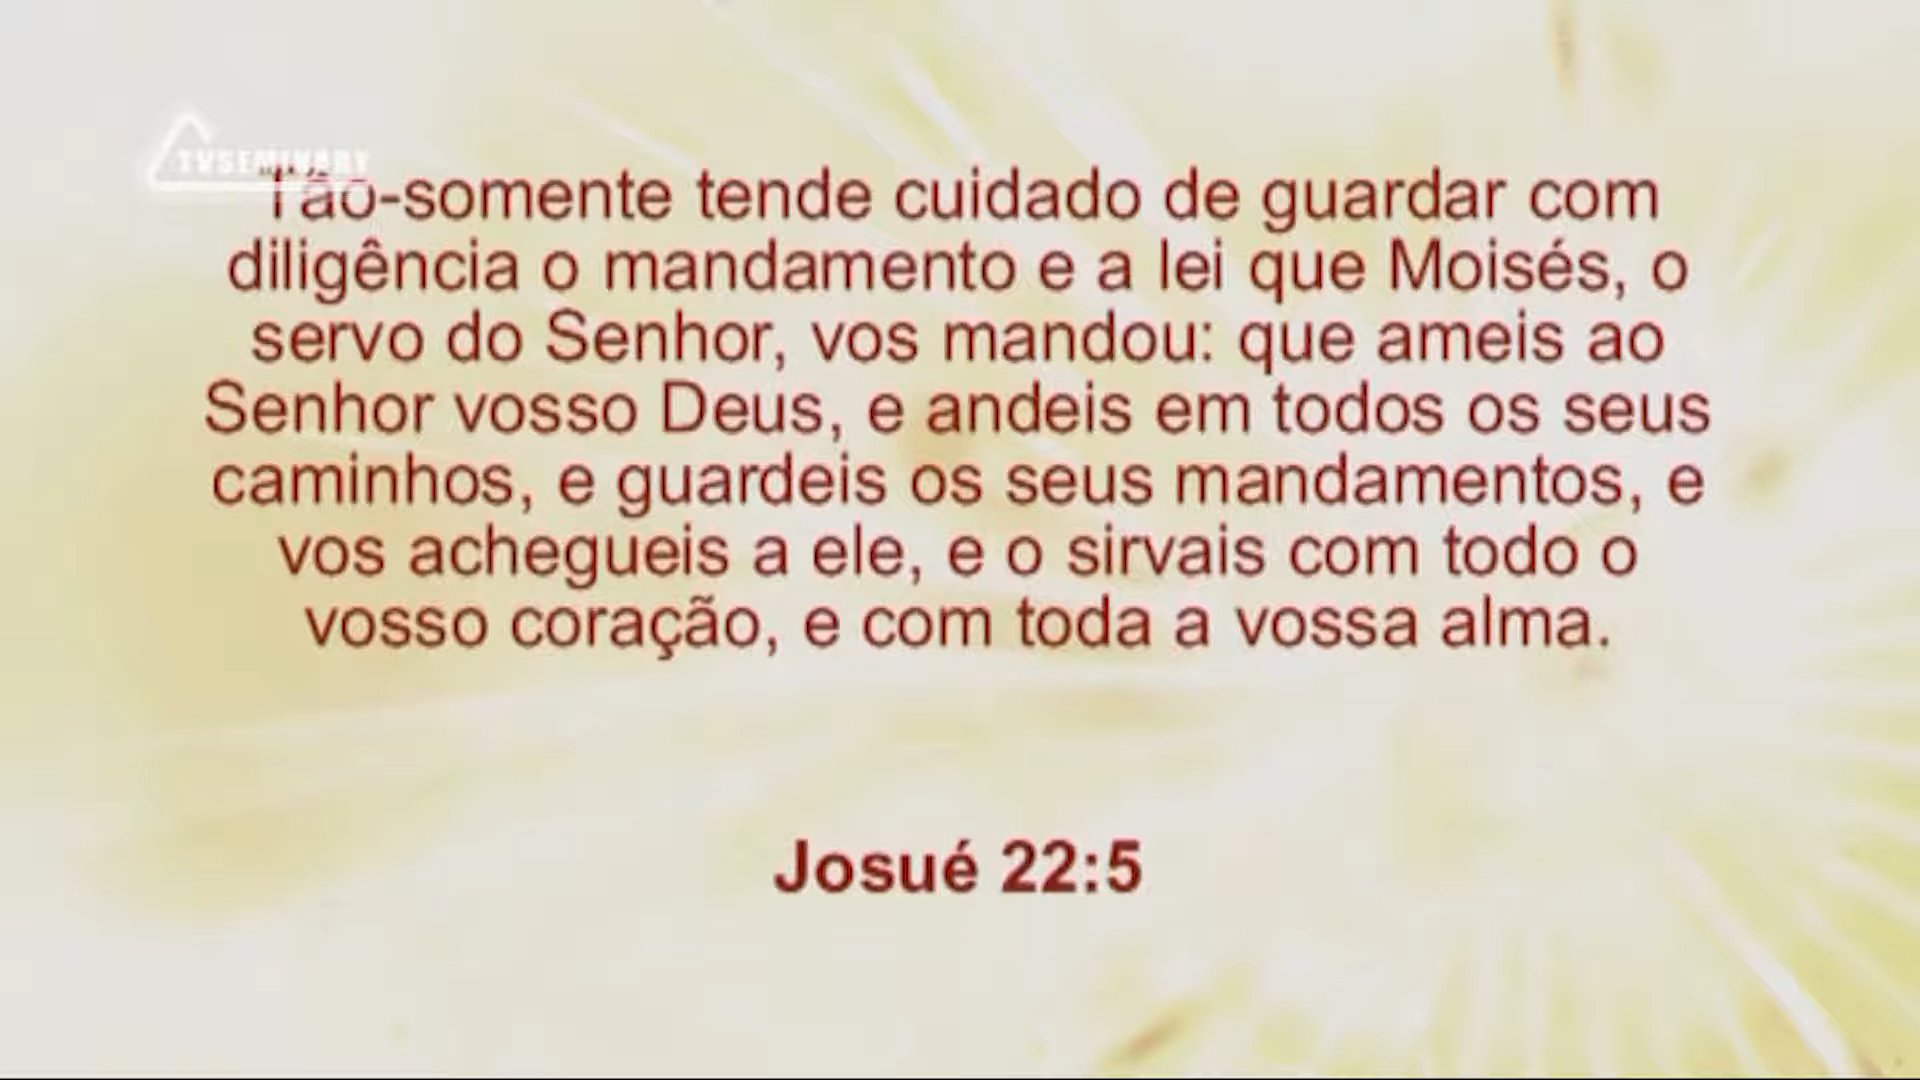 TVSEMINARY
Tão-somente tende cuidado de guardar com
diligência o mandamento e a lei que Moisés, o
servo do Senhor, vos mandou: que ameis ao
Senhor vosso Deus, e andeis em todos os seus
caminhos, e guardeis os seus mandamentos, e
vos achegueis a ele, e o sirvais com todo o
vosso coração, e com toda a vossa alma.
Josué 22:5